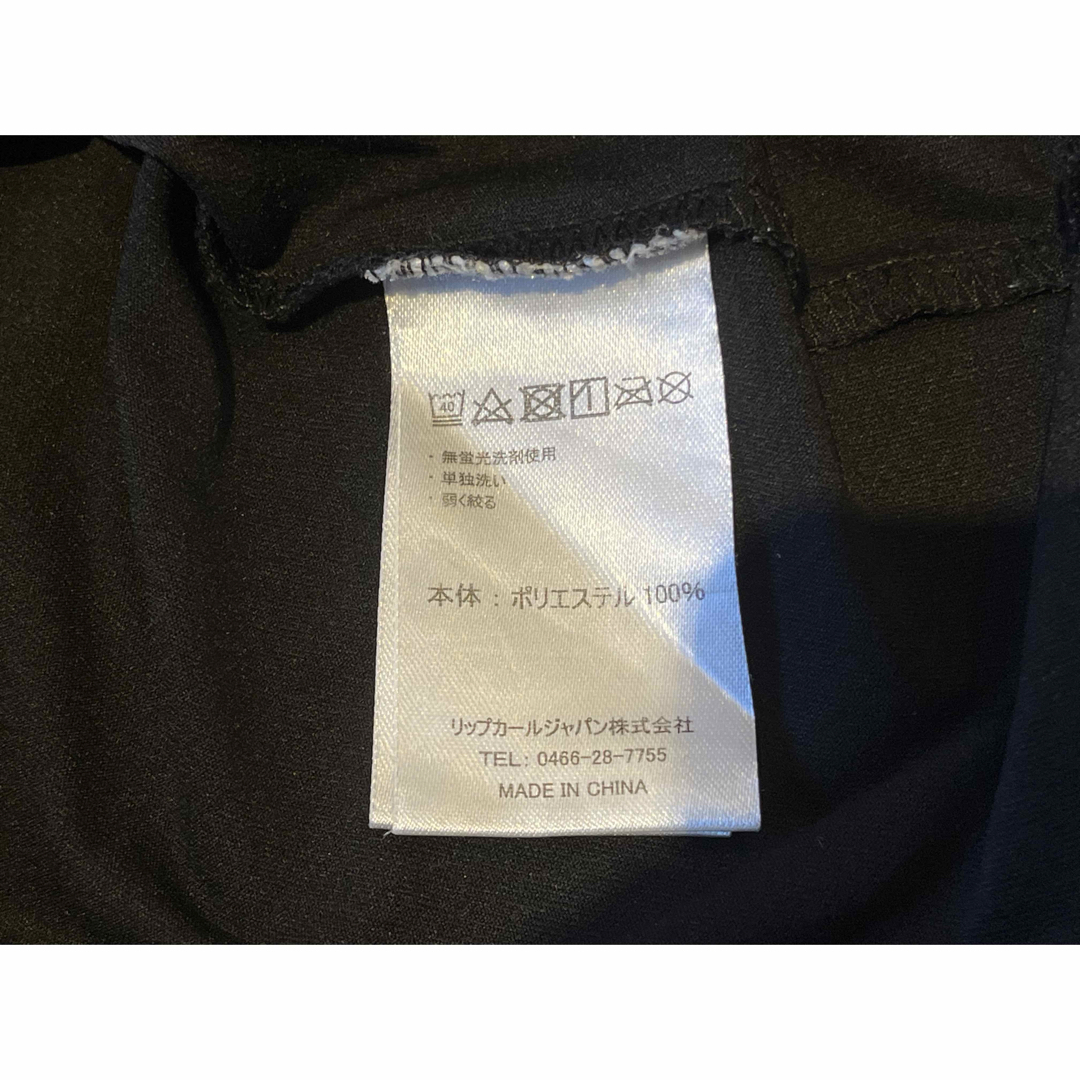 40
・無蛍光洗剤使用
・単独洗い
・弱く絞る
本体：ポリエステル 100%
リップカールジャパン株式会社
TEL: 0466-28-7755
MADE IN CHINA